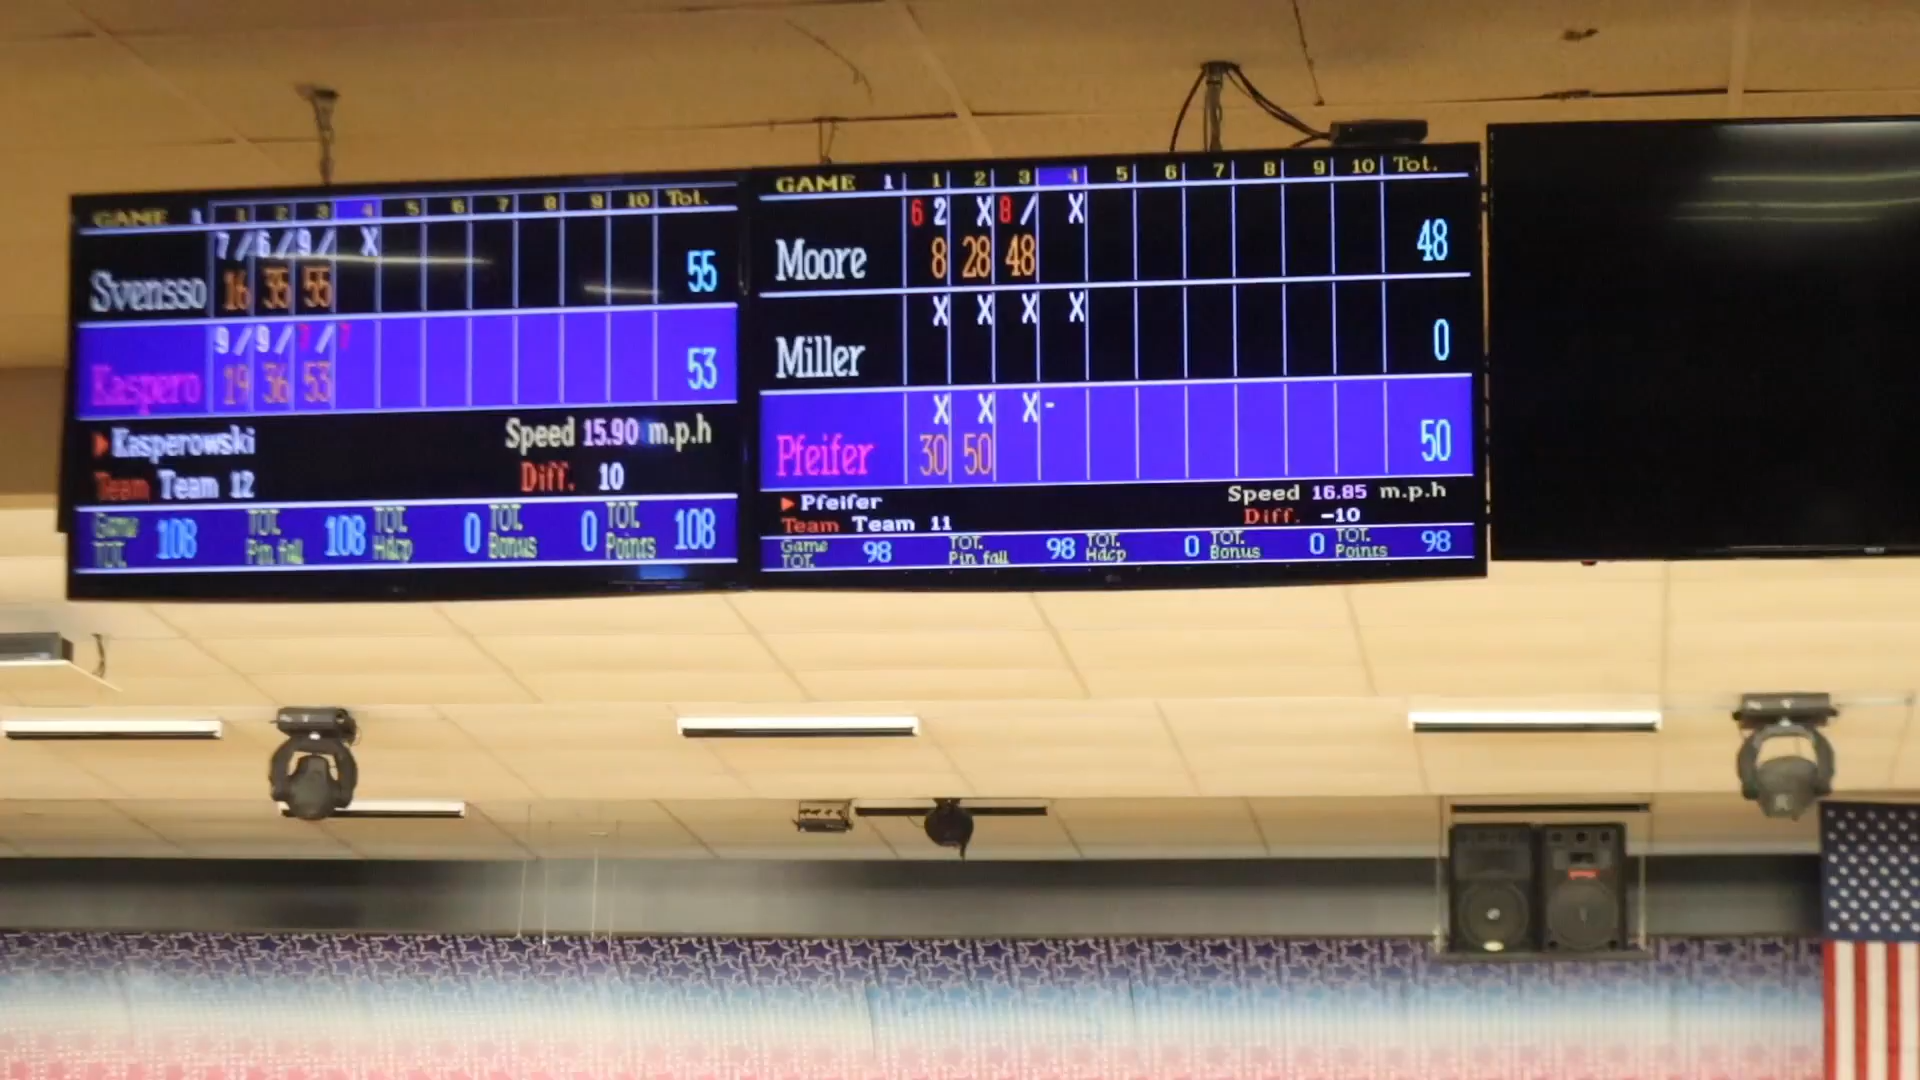 GAME 1 1 2 3 4 5 6 7 8 9 10 Tot.
7 / 6 / 9 / X
Svensso 16 35 55 55
9 / 9 / 7 / 7
Kaspero 19 36 53 53
Kasperowski Speed 15.90 m.p.h
Team Team 12 Diff. 10
Game TOT. 108 TOT. Pin fall 108 TOT. Hdcp 0 TOT. Bonus 0 TOT. Points 108
GAME 1 1 2 3 4 5 6 7 8 9 10 Tot.
6 2 X 8 / X
Moore 8 28 48 48
X X X X
Miller 0
X X X -
Pfeifer 30 50 50
Pfeifer Speed 16.85 m.p.h
Team Team 11 Diff. -10
Game TOT. 98 TOT. Pin fall 98 TOT. Hdcp 0 TOT. Bonus 0 TOT. Points 98